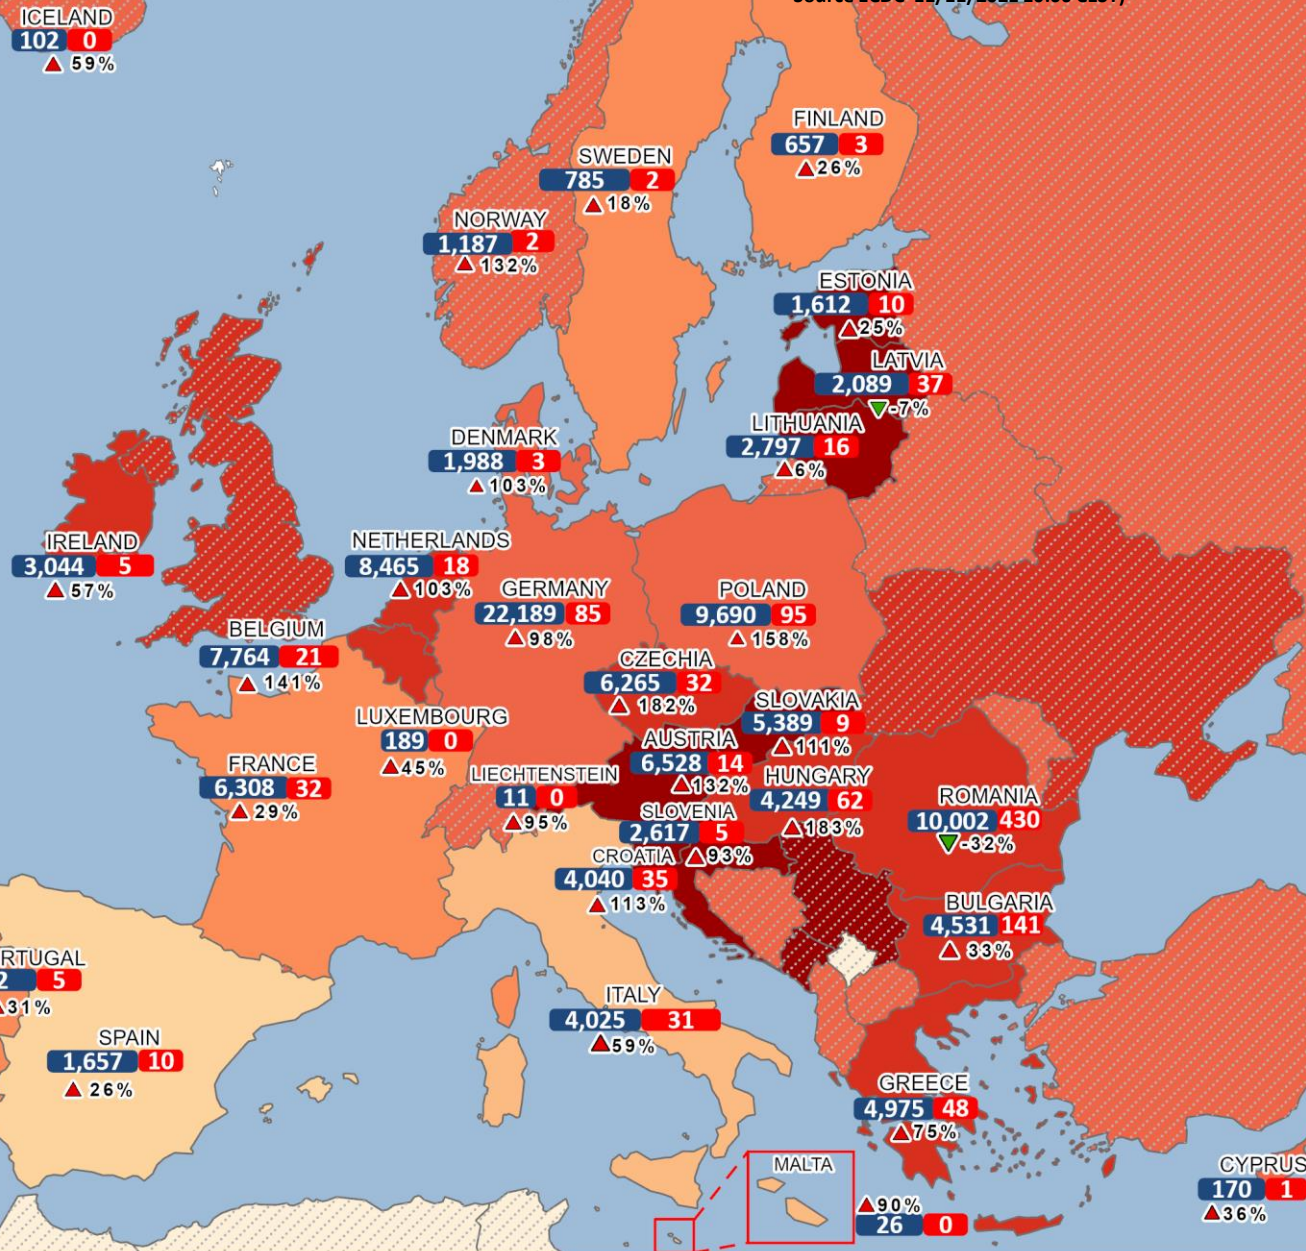 ICELAND
102 0
59%
FINLAND
657 3
26%
SWEDEN
785 2
18%
NORWAY
1,187 2
132%
ESTONIA
1,612 10
25%
LATVIA
2,089 37
-7%
LITHUANIA
2,797 16
6%
DENMARK
1,988 3
103%
IRELAND
3,044 5
57%
NETHERLANDS
8,465 18
103%
GERMANY
22,189 85
98%
POLAND
9,690 95
158%
BELGIUM
7,764 21
141%
CZECHIA
6,265 32
182%
SLOVAKIA
5,389 9
111%
LUXEMBOURG
189 0
45%
AUSTRIA
6,528 14
132%
FRANCE
6,308 32
29%
LIECHTENSTEIN
11 0
95%
HUNGARY
4,249 62
183%
ROMANIA
10,002 430
-32%
SLOVENIA
2,617 5
93%
CROATIA
4,040 35
113%
BULGARIA
4,531 141
33%
RTUGAL
2 5
31%
ITALY
4,025 31
59%
SPAIN
1,657 10
26%
GREECE
4,975 48
75%
MALTA
90%
26 0
CYPRUS
170 1
36%